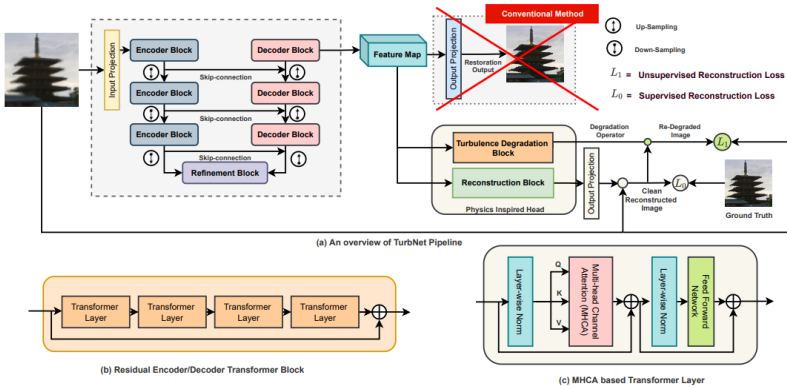 Conventional Method
Input Projection
Encoder Block
Decoder Block
Skip-connection
Encoder Block
Decoder Block
Skip-connection
Encoder Block
Decoder Block
Skip-connection
Refinement Block
Feature Map
Output Projection
Restoration
Output
Up-Sampling
Down-Sampling
L1 = Unsupervised Reconstruction Loss
L0 = Supervised Reconstruction Loss
Turbulence Degradation
Block
Reconstruction Block
Physics Inspired Head
Output Projection
Degradation
Operator
Re-Degraded
Image
L1
Clean
Reconstructed
Image
L0
Ground Truth
(a) An overview of TurbNet Pipeline
Transformer
Layer
Transformer
Layer
Transformer
Layer
Transformer
Layer
(b) Residual Encoder/Decoder Transformer Block
Layer-wise Norm
Q
K
V
Multi-head Channel
Attention (MHCA)
Layer-wise Norm
Feed Forward
Network
(c) MHCA based Transformer Layer